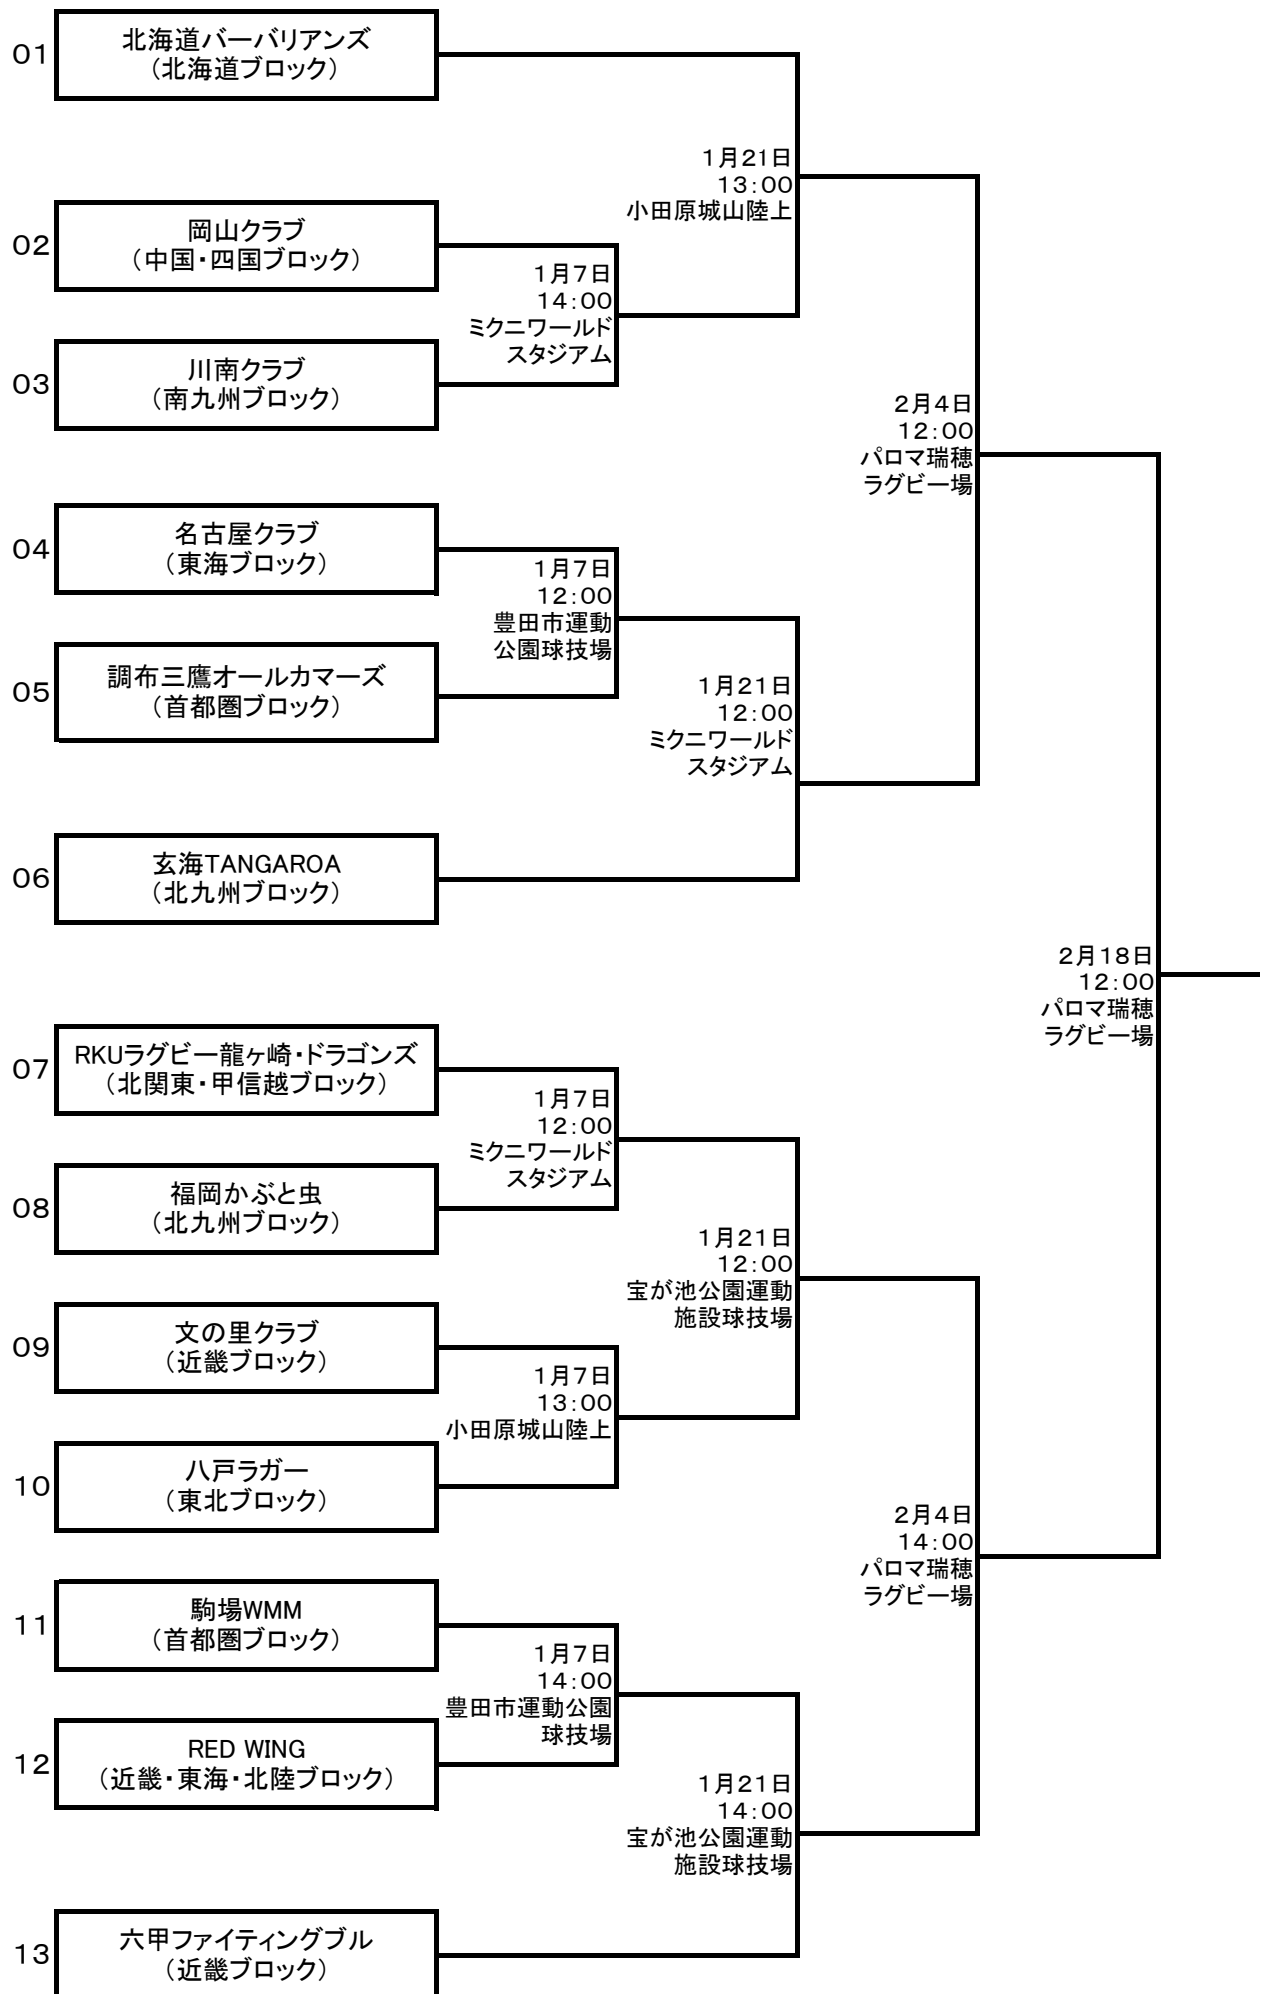 01
北海道バーバリアンズ
（北海道ブロック）
1月21日
13:00
小田原城山陸上
02
岡山クラブ
（中国・四国ブロック）
1月7日
14:00
ミクニワールド
スタジアム
03
川南クラブ
（南九州ブロック）
2月4日
12:00
パロマ瑞穂
ラグビー場
04
名古屋クラブ
（東海ブロック）
1月7日
12:00
豊田市運動
公園球技場
05
調布三鷹オールカマーズ
（首都圏ブロック）
1月21日
12:00
ミクニワールド
スタジアム
06
玄海TANGAROA
（北九州ブロック）
2月18日
12:00
パロマ瑞穂
ラグビー場
07
RKUラグビー龍ヶ崎・ドラゴンズ
（北関東・甲信越ブロック）
1月7日
12:00
ミクニワールド
スタジアム
08
福岡かぶと虫
（北九州ブロック）
1月21日
12:00
宝が池公園運動
施設球技場
09
文の里クラブ
（近畿ブロック）
1月7日
13:00
小田原城山陸上
10
八戸ラガー
（東北ブロック）
2月4日
14:00
パロマ瑞穂
ラグビー場
11
駒場WMM
（首都圏ブロック）
1月7日
14:00
豊田市運動公園
球技場
12
RED WING
（近畿・東海・北陸ブロック）
1月21日
14:00
宝が池公園運動
施設球技場
13
六甲ファイティングブル
（近畿ブロック）